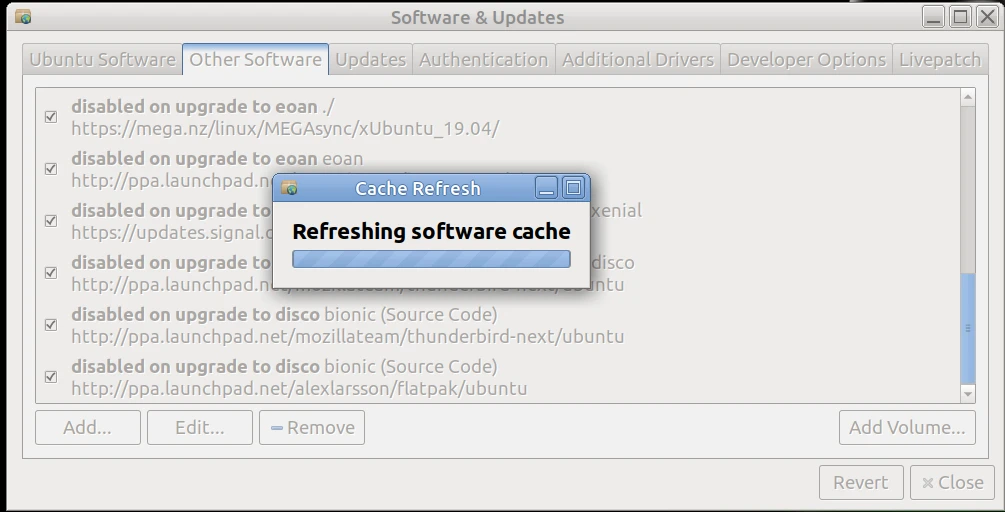 Software & Updates
Ubuntu Software Other Software Updates Authentication Additional Drivers Developer Options Livepatch
disabled on upgrade to eoan ./
https://mega.nz/linux/MEGAsync/xUbuntu_19.04/
disabled on upgrade to eoan eoan
http://ppa.launchpad.n
disabled on upgrade to xenial
https://updates.signal.
disabled on upgrade to disco
http://ppa.launchpad.net/mozillateam/thunderbird-next/ubuntu
disabled on upgrade to disco bionic (Source Code)
http://ppa.launchpad.net/mozillateam/thunderbird-next/ubuntu
disabled on upgrade to disco bionic (Source Code)
http://ppa.launchpad.net/alexlarsson/flatpak/ubuntu
Cache Refresh
Refreshing software cache
Add... Edit... Remove Add Volume...
Revert Close